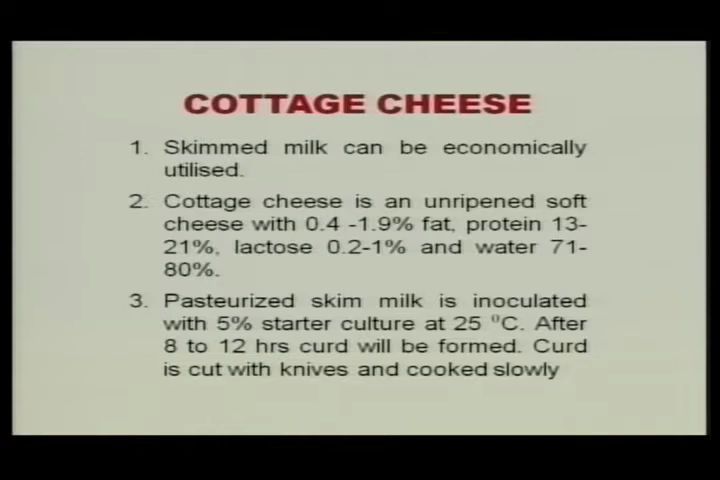 COTTAGE CHEESE
1. Skimmed milk can be economically
utilised.
2. Cottage cheese is an unripened soft
cheese with 0.4 -1.9% fat, protein 13-
21%, lactose 0.2-1% and water 71-
80%.
3. Pasteurized skim milk is inoculated
with 5% starter culture at 25 ⁰C. After
8 to 12 hrs curd will be formed. Curd
is cut with knives and cooked slowly